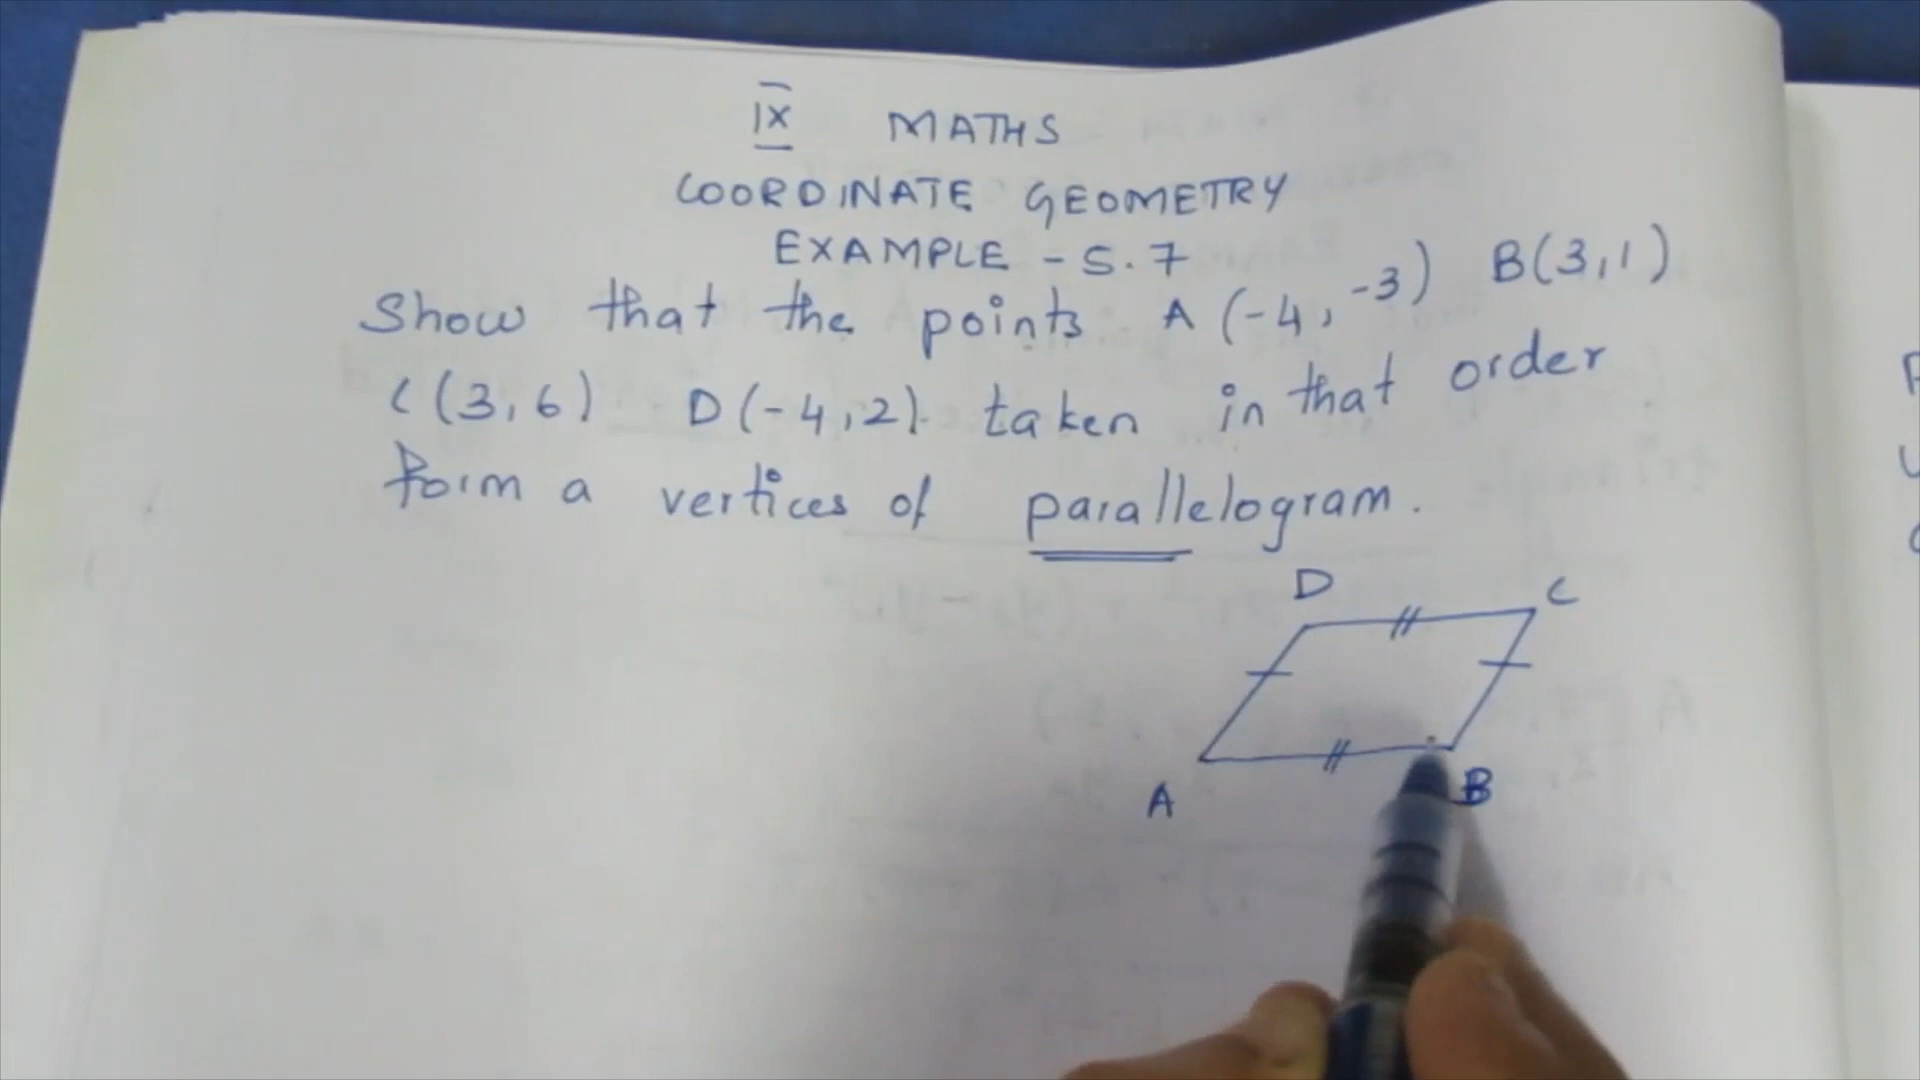 IX MATHS
COORDINATE GEOMETRY
EXAMPLE - 5.7
Show that the points A (-4, -3) B(3,1)
C(3,6) D(-4,2). taken in that order
form a vertices of parallelogram.
D C
A B